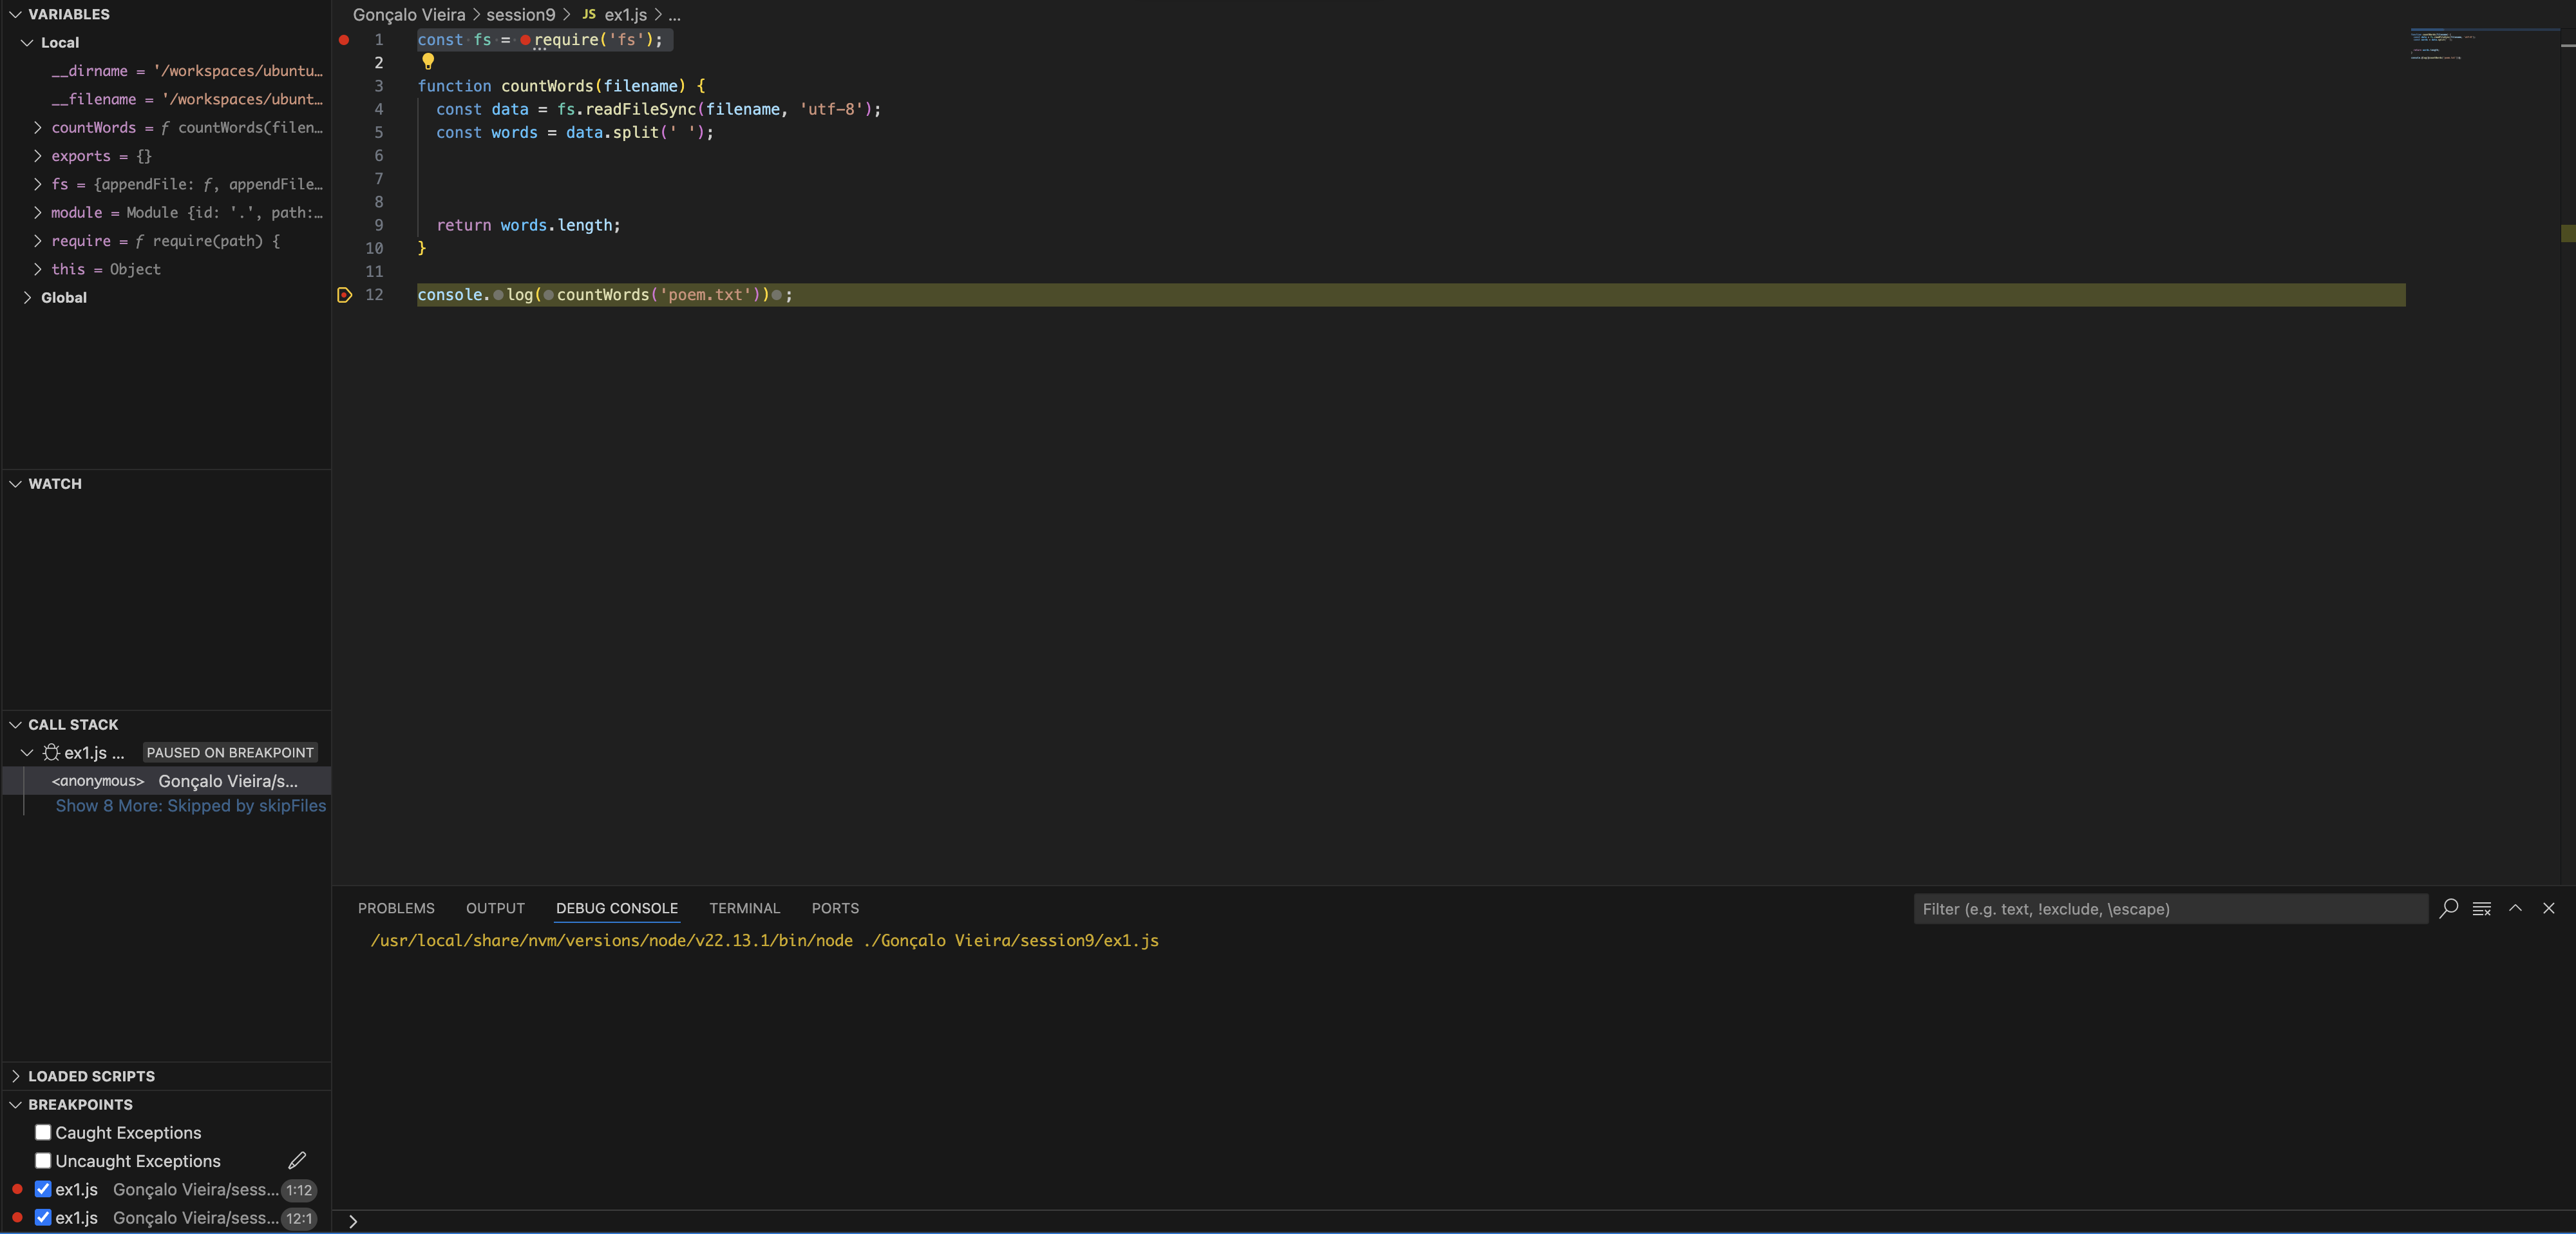 VARIABLES
Local
__dirname = '/workspaces/ubuntu…
__filename = '/workspaces/ubunt…
countWords = ƒ countWords(filen…
exports = {}
fs = {appendFile: ƒ, appendFile…
module = Module {id: '.', path:…
require = ƒ require(path) {
this = Object
Global
WATCH
CALL STACK
ex1.js ... PAUSED ON BREAKPOINT
<anonymous> Gonçalo Vieira/s...
Show 8 More: Skipped by skipFiles
LOADED SCRIPTS
BREAKPOINTS
Caught Exceptions
Uncaught Exceptions
ex1.js Gonçalo Vieira/sess... 1:12
ex1.js Gonçalo Vieira/sess... 12:1
Gonçalo Vieira > session9 > JS ex1.js > ...
1 const fs = require('fs');
2
3 function countWords(filename) {
4 const data = fs.readFileSync(filename, 'utf-8');
5 const words = data.split(' ');
6
7
8
9 return words.length;
10 }
11
12 console.log(countWords('poem.txt'));
PROBLEMS OUTPUT DEBUG CONSOLE TERMINAL PORTS Filter (e.g. text, !exclude, \escape)
/usr/local/share/nvm/versions/node/v22.13.1/bin/node ./Gonçalo Vieira/session9/ex1.js
>